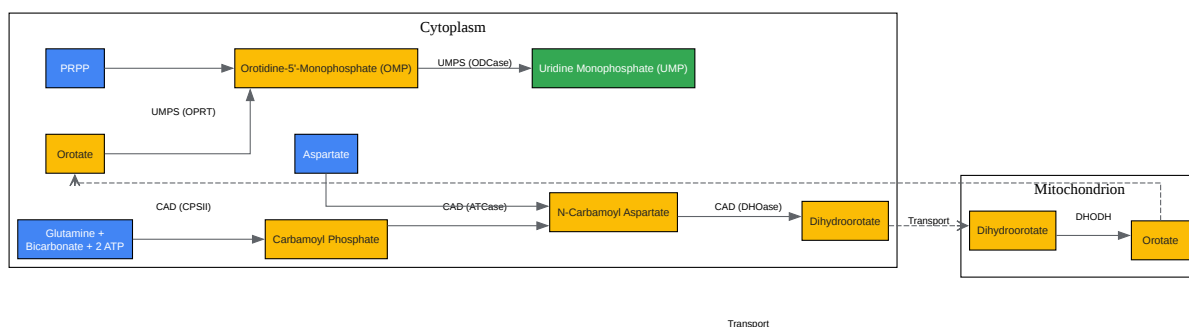 Cytoplasm
PRPP
Orotidine-5'-Monophosphate (OMP)
UMPS (ODCase)
Uridine Monophosphate (UMP)
UMPS (OPRT)
Orotate
Aspartate
Mitochondrion
CAD (CPSII)
CAD (ATCase)
N-Carbamoyl Aspartate
CAD (DHOase)
Dihydroorotate
Transport
Dihydroorotate
DHODH
Orotate
Glutamine +
Bicarbonate + 2 ATP
Carbamoyl Phosphate
Transport